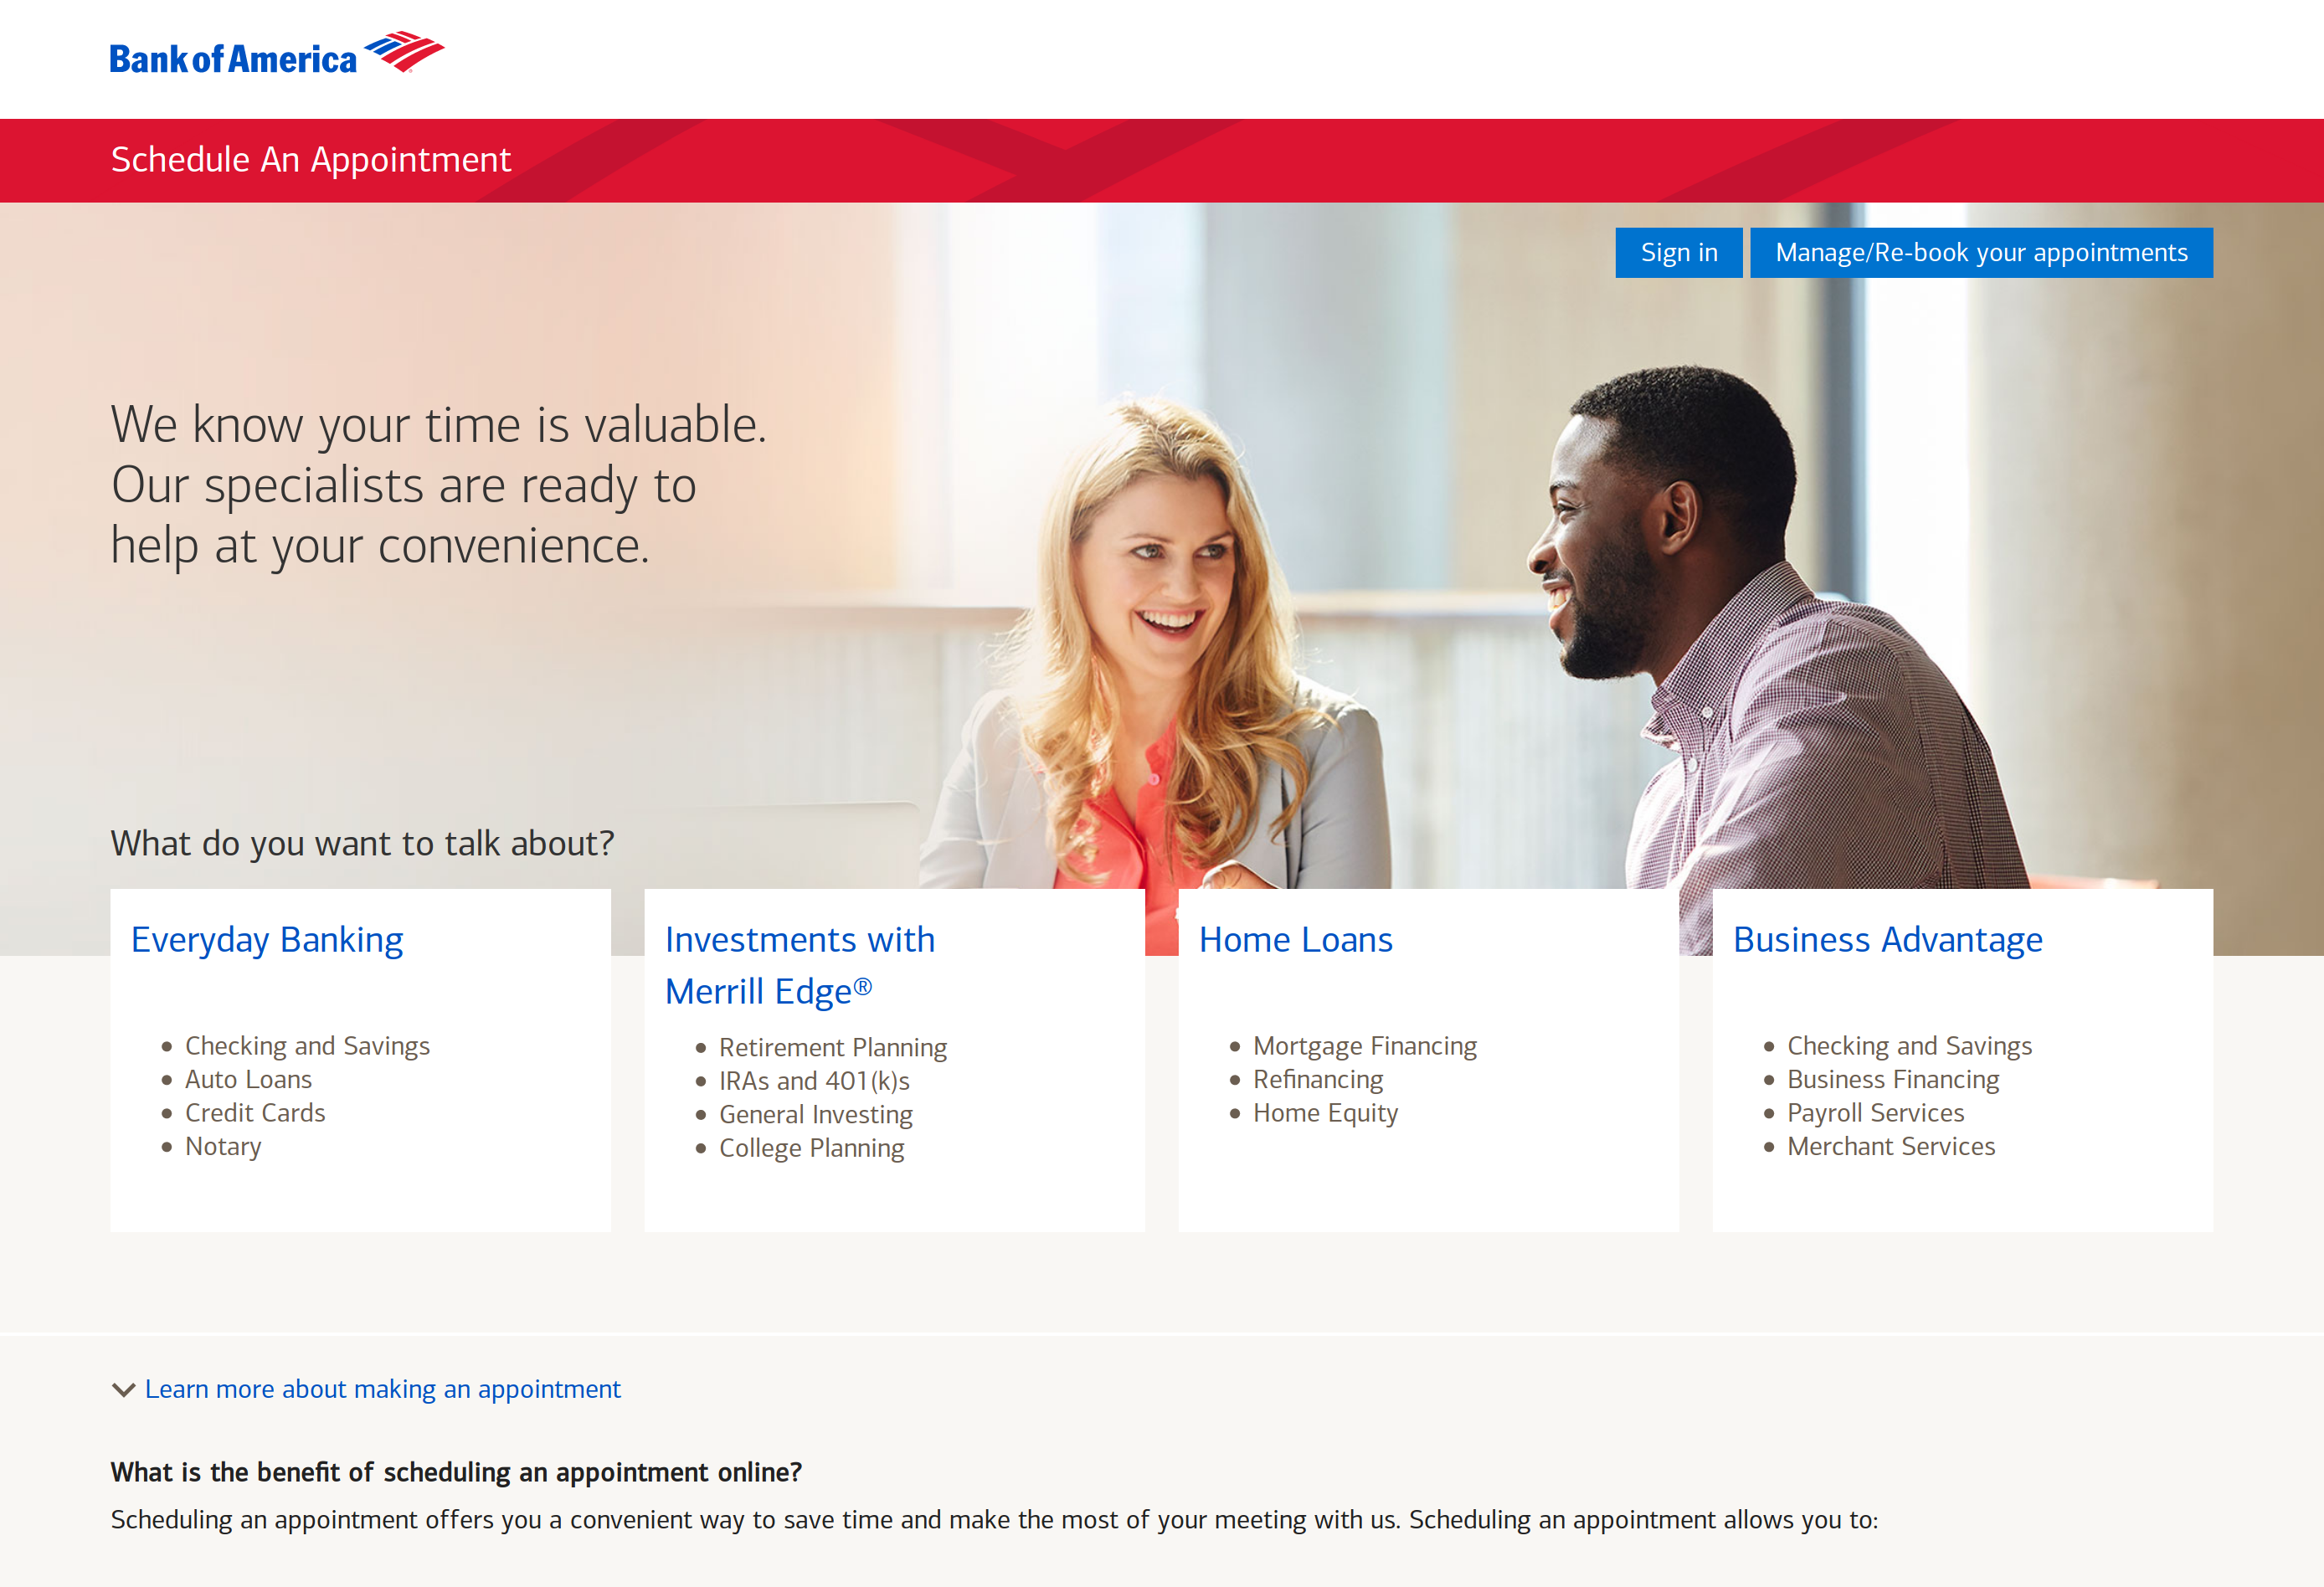 Bank of America
Schedule An Appointment
Sign in
Manage/Re-book your appointments
We know your time is valuable.
Our specialists are ready to
help at your convenience.
What do you want to talk about?
Everyday Banking
Checking and Savings
Auto Loans
Credit Cards
Notary
Investments with
Merrill Edge®
Retirement Planning
IRAs and 401(k)s
General Investing
College Planning
Home Loans
Mortgage Financing
Refinancing
Home Equity
Business Advantage
Checking and Savings
Business Financing
Payroll Services
Merchant Services
Learn more about making an appointment
What is the benefit of scheduling an appointment online?
Scheduling an appointment offers you a convenient way to save time and make the most of your meeting with us. Scheduling an appointment allows you to: